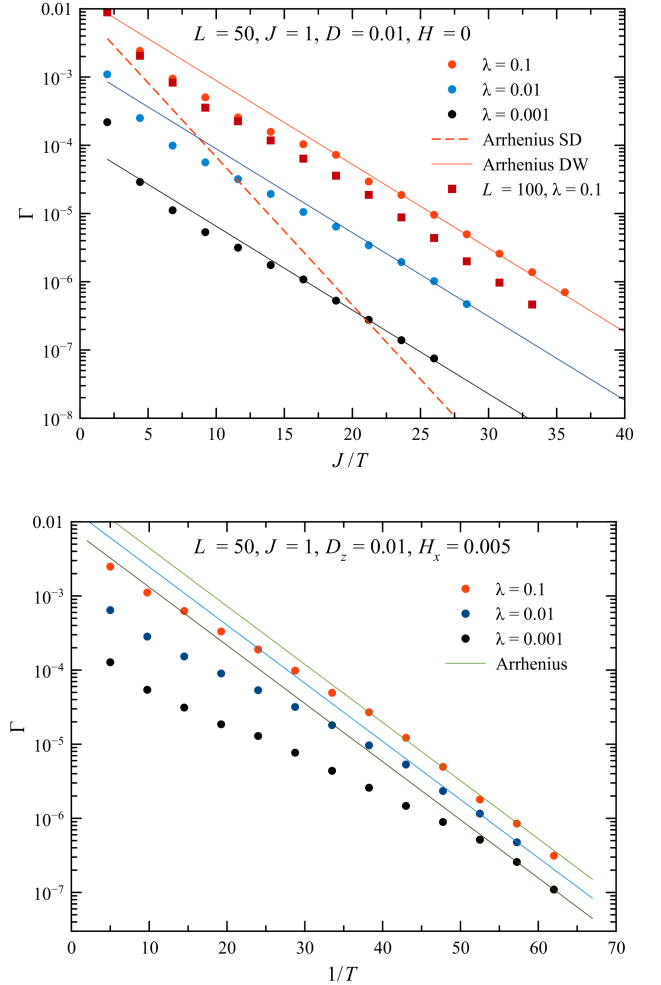 0.01
L = 50, J = 1, D = 0.01, H = 0
λ = 0.1
λ = 0.01
λ = 0.001
Arrhenius SD
Arrhenius DW
L = 100, λ = 0.1
10⁻³
10⁻⁴
10⁻⁵
10⁻⁶
10⁻⁷
10⁻⁸
Γ
0 5 10 15 20 25 30 35 40
J/T
0.01
L = 50, J = 1, D_z = 0.01, H_x = 0.005
λ = 0.1
λ = 0.01
λ = 0.001
Arrhenius
10⁻³
10⁻⁴
10⁻⁵
10⁻⁶
10⁻⁷
Γ
0 10 20 30 40 50 60 70
1/T